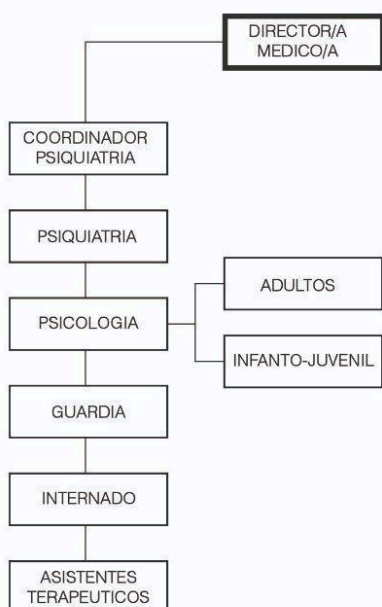 DIRECTOR/A
MEDICO/A
COORDINADOR
PSIQUIATRIA
PSIQUIATRIA
PSICOLOGIA
ADULTOS
INFANTO-JUVENIL
GUARDIA
INTERNADO
ASISTENTES
TERAPEUTICOS